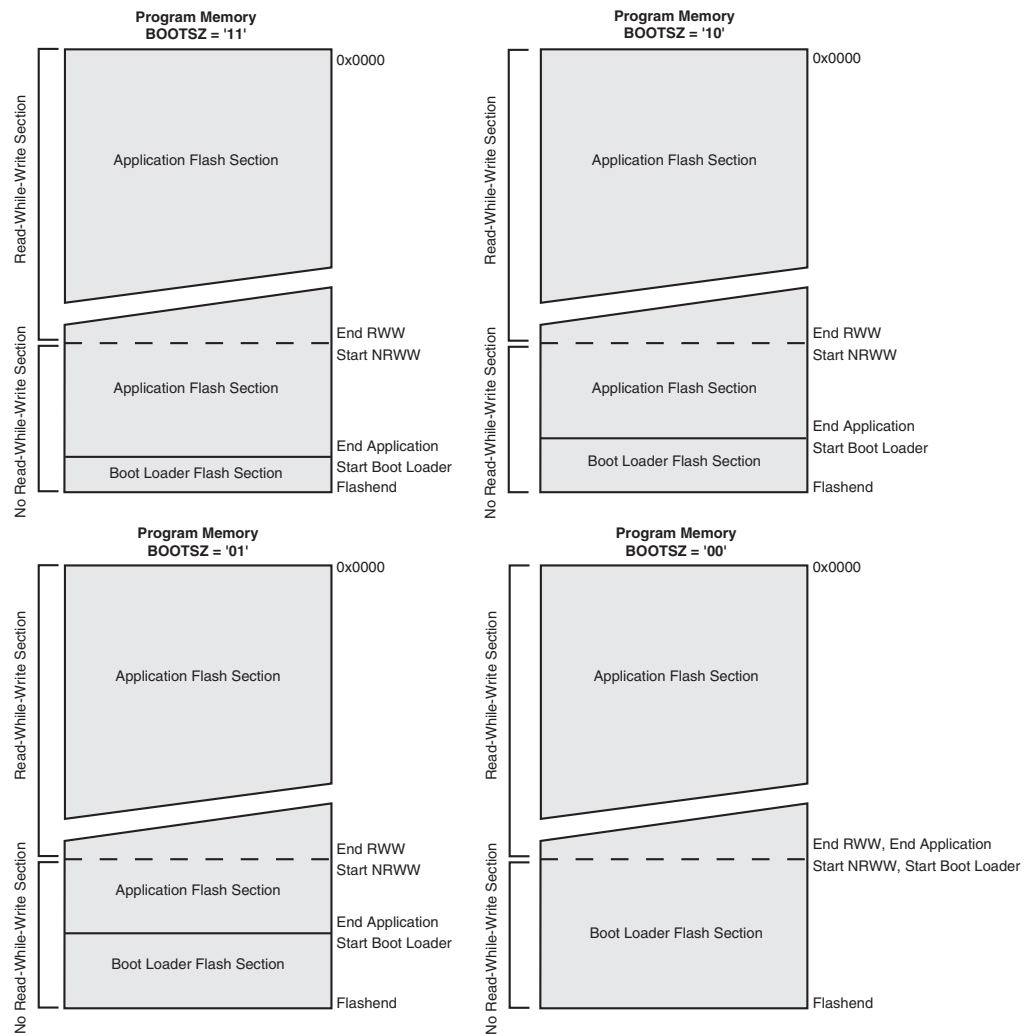 Program Memory
BOOTSZ = '11'
0x0000
Read-While-Write Section
Application Flash Section
End RWW
Start NRWW
No Read-While-Write Section
Application Flash Section
End Application
Start Boot Loader
Boot Loader Flash Section
Flashend
Program Memory
BOOTSZ = '10'
0x0000
Read-While-Write Section
Application Flash Section
End RWW
Start NRWW
No Read-While-Write Section
Application Flash Section
End Application
Start Boot Loader
Boot Loader Flash Section
Flashend
Program Memory
BOOTSZ = '01'
0x0000
Read-While-Write Section
Application Flash Section
End RWW
Start NRWW
No Read-While-Write Section
Application Flash Section
End Application
Start Boot Loader
Boot Loader Flash Section
Flashend
Program Memory
BOOTSZ = '00'
0x0000
Read-While-Write Section
Application Flash Section
End RWW, End Application
Start NRWW, Start Boot Loader
No Read-While-Write Section
Boot Loader Flash Section
Flashend